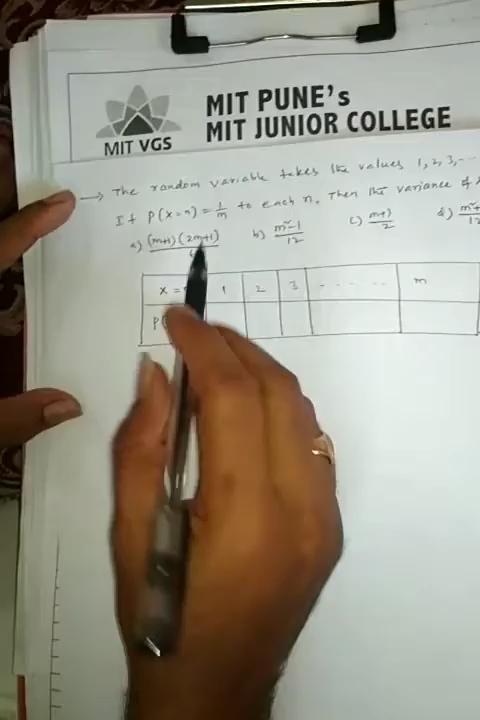 MIT PUNE's
MIT JUNIOR COLLEGE
MIT VGS
→ The random variable takes the values 1, 2, 3, ...
If P(x=n) = 1/m to each n. Then the variance of
a) (m+1)(2m+1)/ b) m²-1/12 c) m+1/2 d)
x = 1 2 3 ... ... m
P(